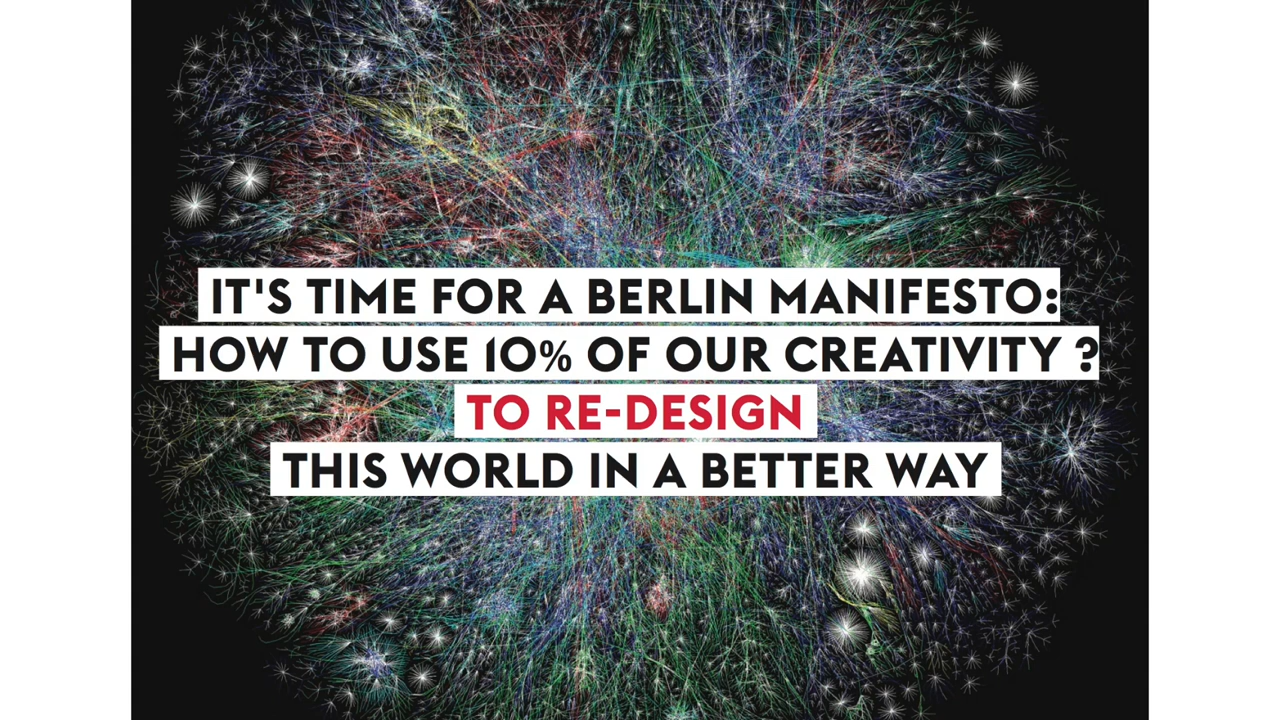 IT'S TIME FOR A BERLIN MANIFESTO:
HOW TO USE 10% OF OUR CREATIVITY ?
TO RE-DESIGN
THIS WORLD IN A BETTER WAY